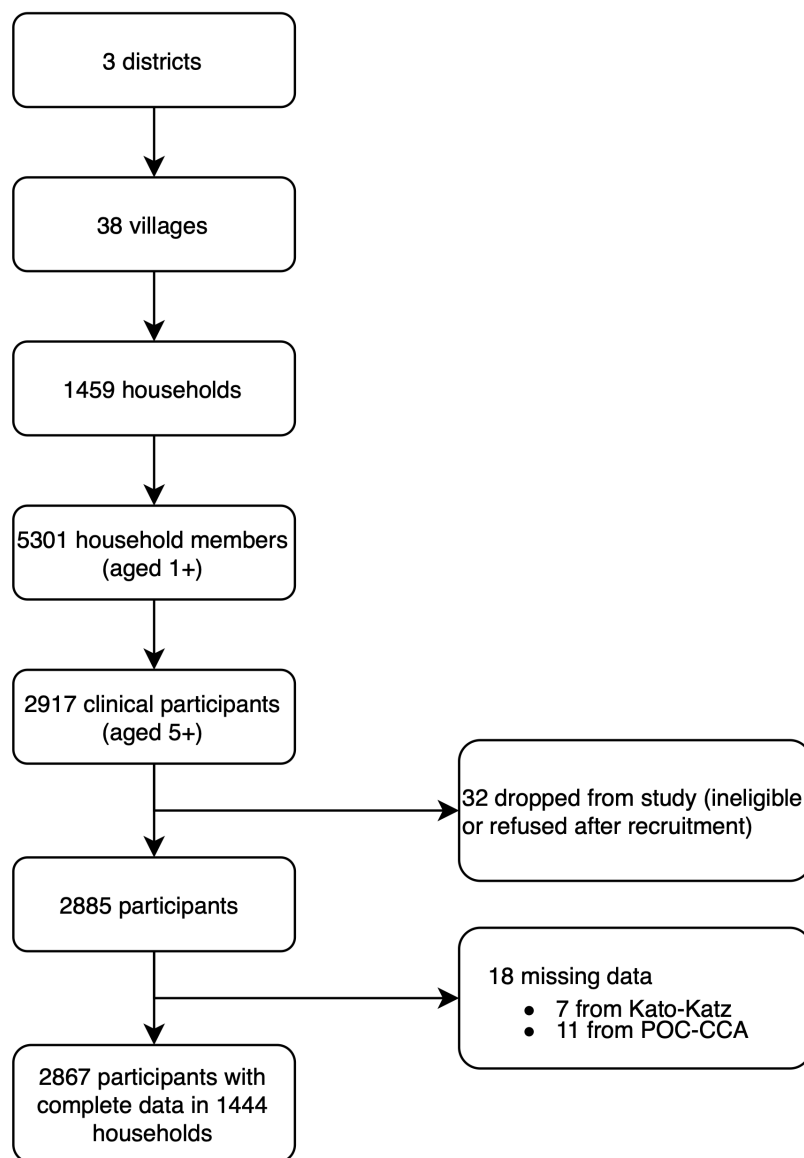 3 districts
38 villages
1459 households
5301 household members
(aged 1+)
2917 clinical participants
(aged 5+)
32 dropped from study (ineligible
or refused after recruitment)
2885 participants
18 missing data
● 7 from Kato-Katz
● 11 from POC-CCA
2867 participants with
complete data in 1444
households